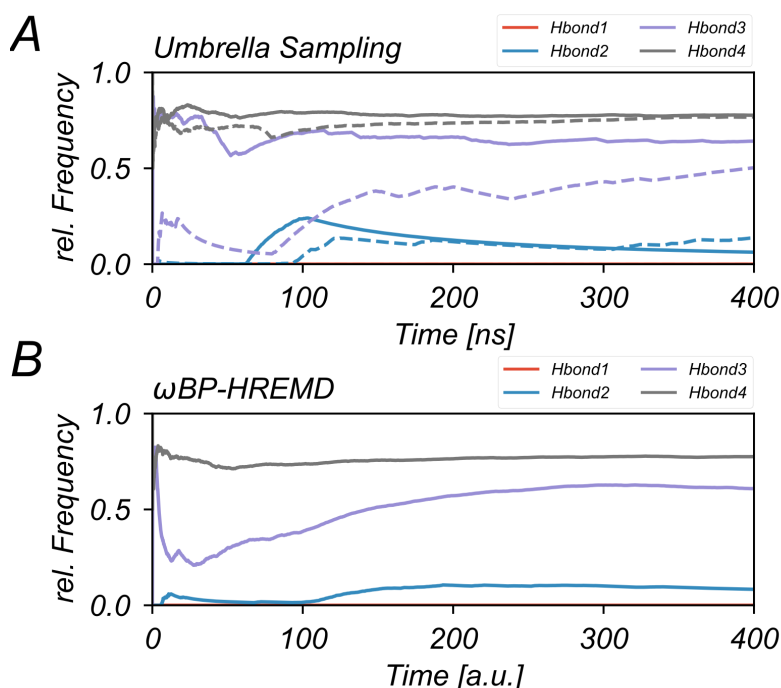 A
Umbrella Sampling
Hbond1 Hbond3
Hbond2 Hbond4
rel. Frequency
1.0
0.5
0.0
0 100 200 300 400
Time [ns]
B
ωBP-HREMD
Hbond1 Hbond3
Hbond2 Hbond4
rel. Frequency
1.0
0.5
0.0
0 100 200 300 400
Time [a.u.]